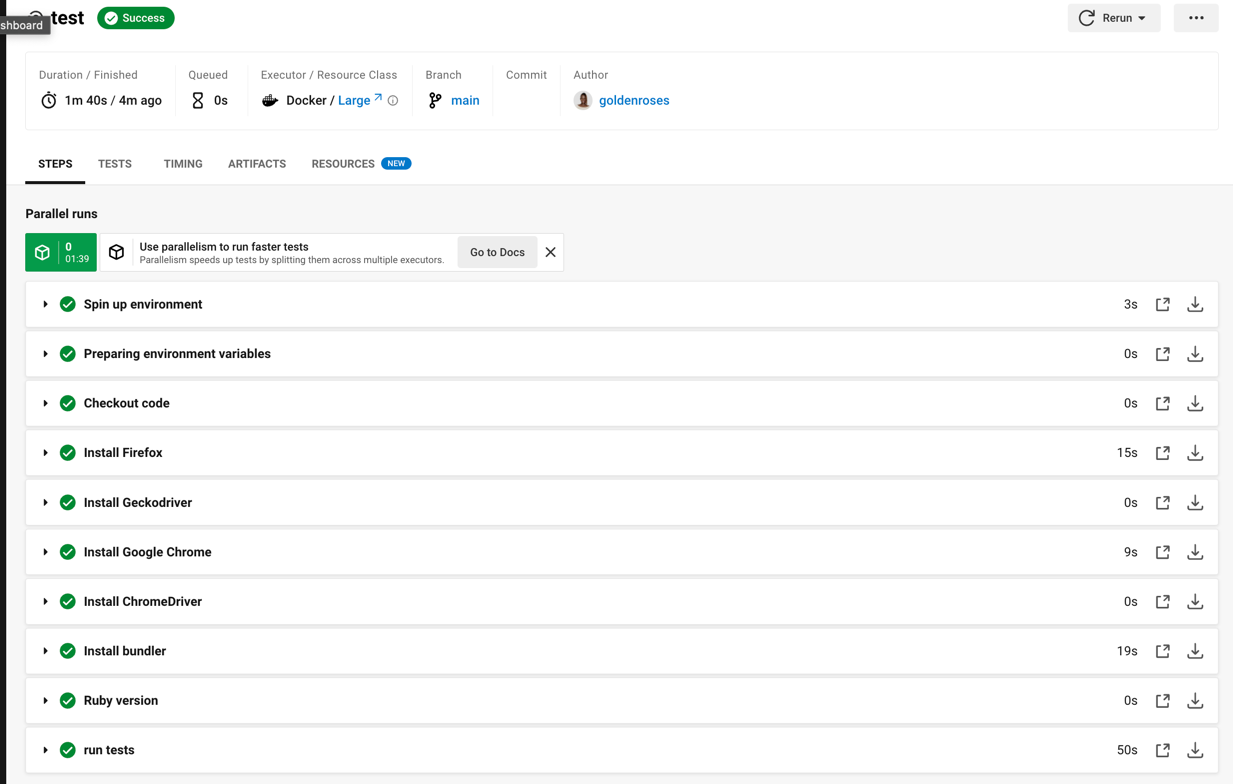 test Success
shboard
Rerun
Duration / Finished
1m 40s / 4m ago
Queued
0s
Executor / Resource Class
Docker / Large
Branch
main
Commit
Author
goldenroses
STEPS TESTS TIMING ARTIFACTS RESOURCES NEW
Parallel runs
0
01:39
Use parallelism to run faster tests
Parallelism speeds up tests by splitting them across multiple executors.
Go to Docs
Spin up environment 3s
Preparing environment variables 0s
Checkout code 0s
Install Firefox 15s
Install Geckodriver 0s
Install Google Chrome 9s
Install ChromeDriver 0s
Install bundler 19s
Ruby version 0s
run tests 50s